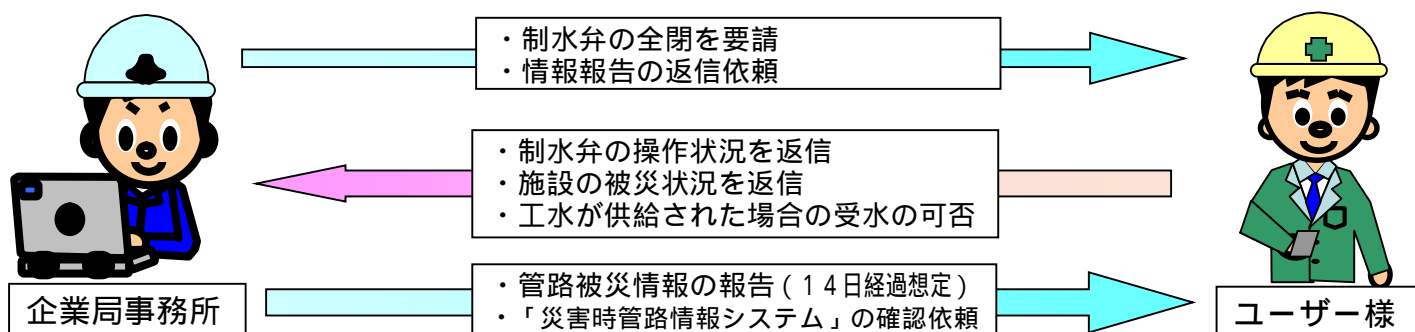 ・制水弁の全閉を要請
・情報報告の返信依頼
・制水弁の操作状況を返信
・施設の被災状況を返信
・工水が供給された場合の受水の可否
・管路被災情報の報告(14日経過想定)
・「災害時管路情報システム」の確認依頼
企業局事務所
ユーザー様